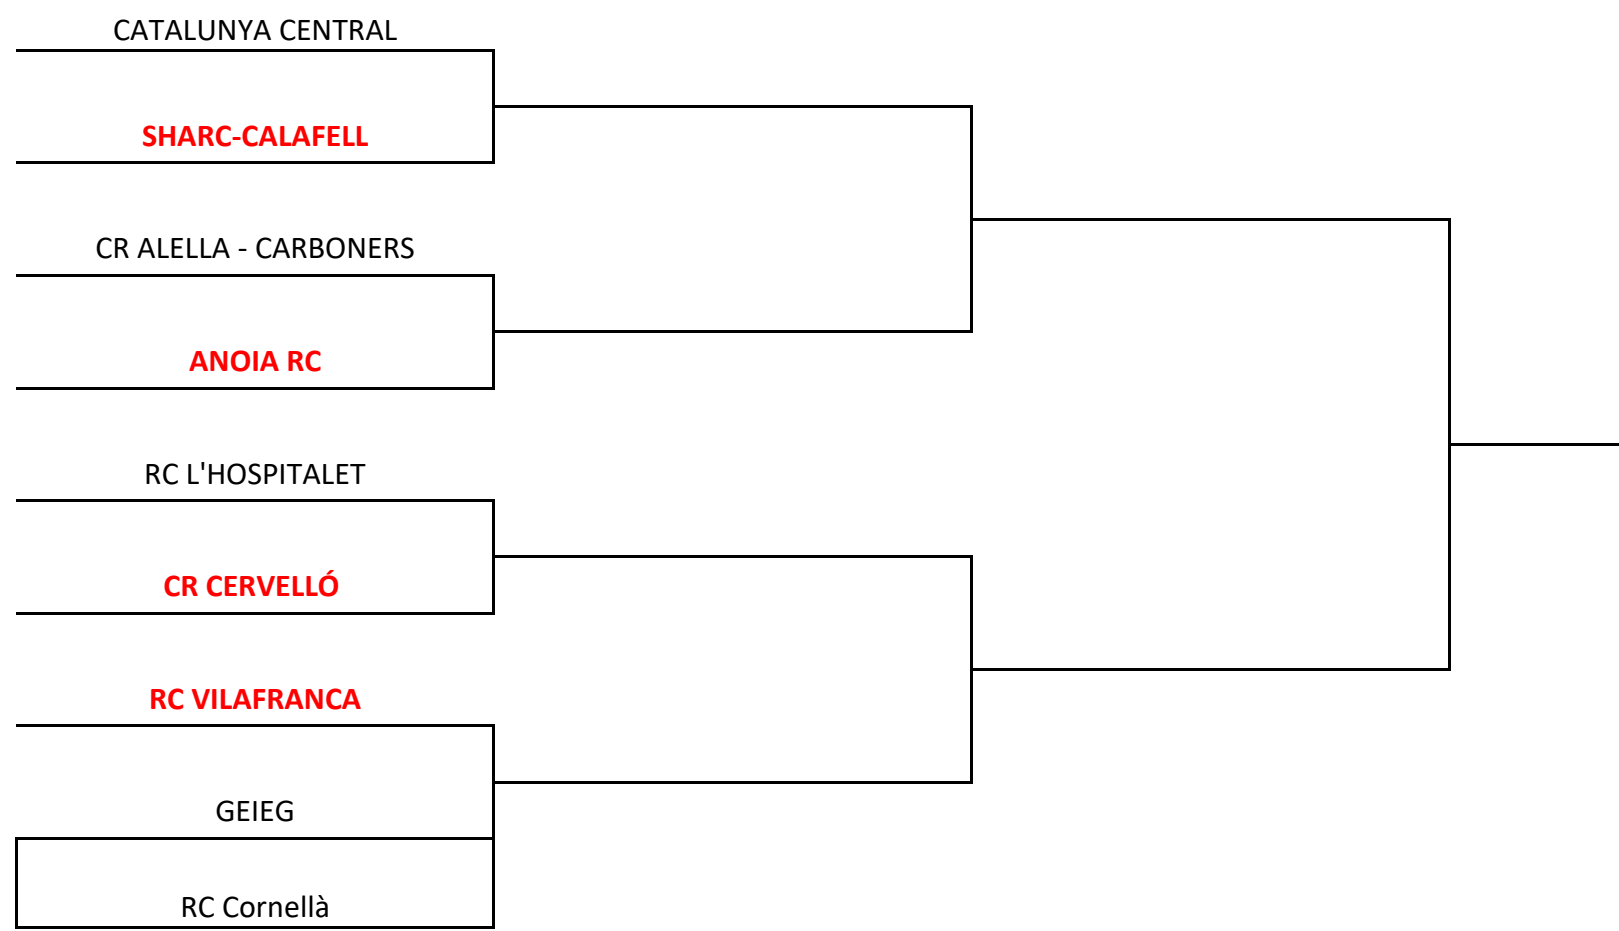 CATALUNYA CENTRAL
SHARC-CALAFELL
CR ALELLA - CARBONERS
ANOIA RC
RC L'HOSPITALET
CR CERVELLÓ
RC VILAFRANCA
GEIEG
RC Cornellà